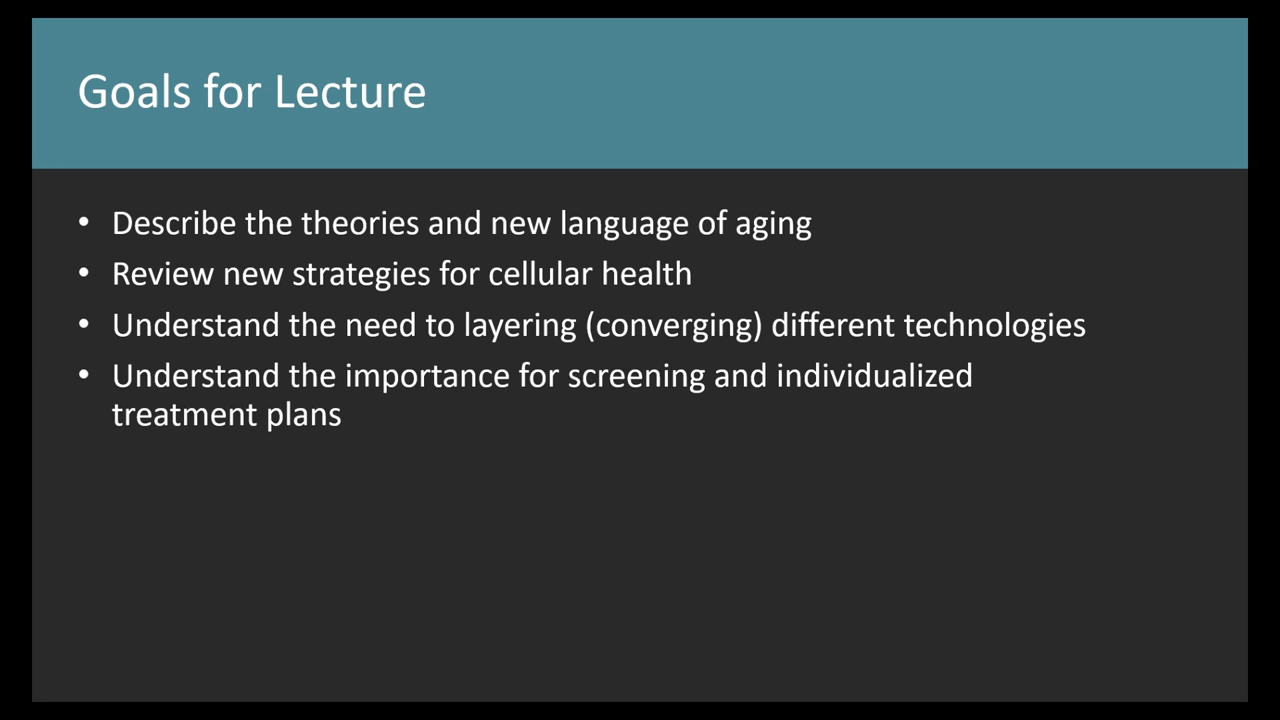 Goals for Lecture
• Describe the theories and new language of aging
• Review new strategies for cellular health
• Understand the need to layering (converging) different technologies
• Understand the importance for screening and individualized
treatment plans